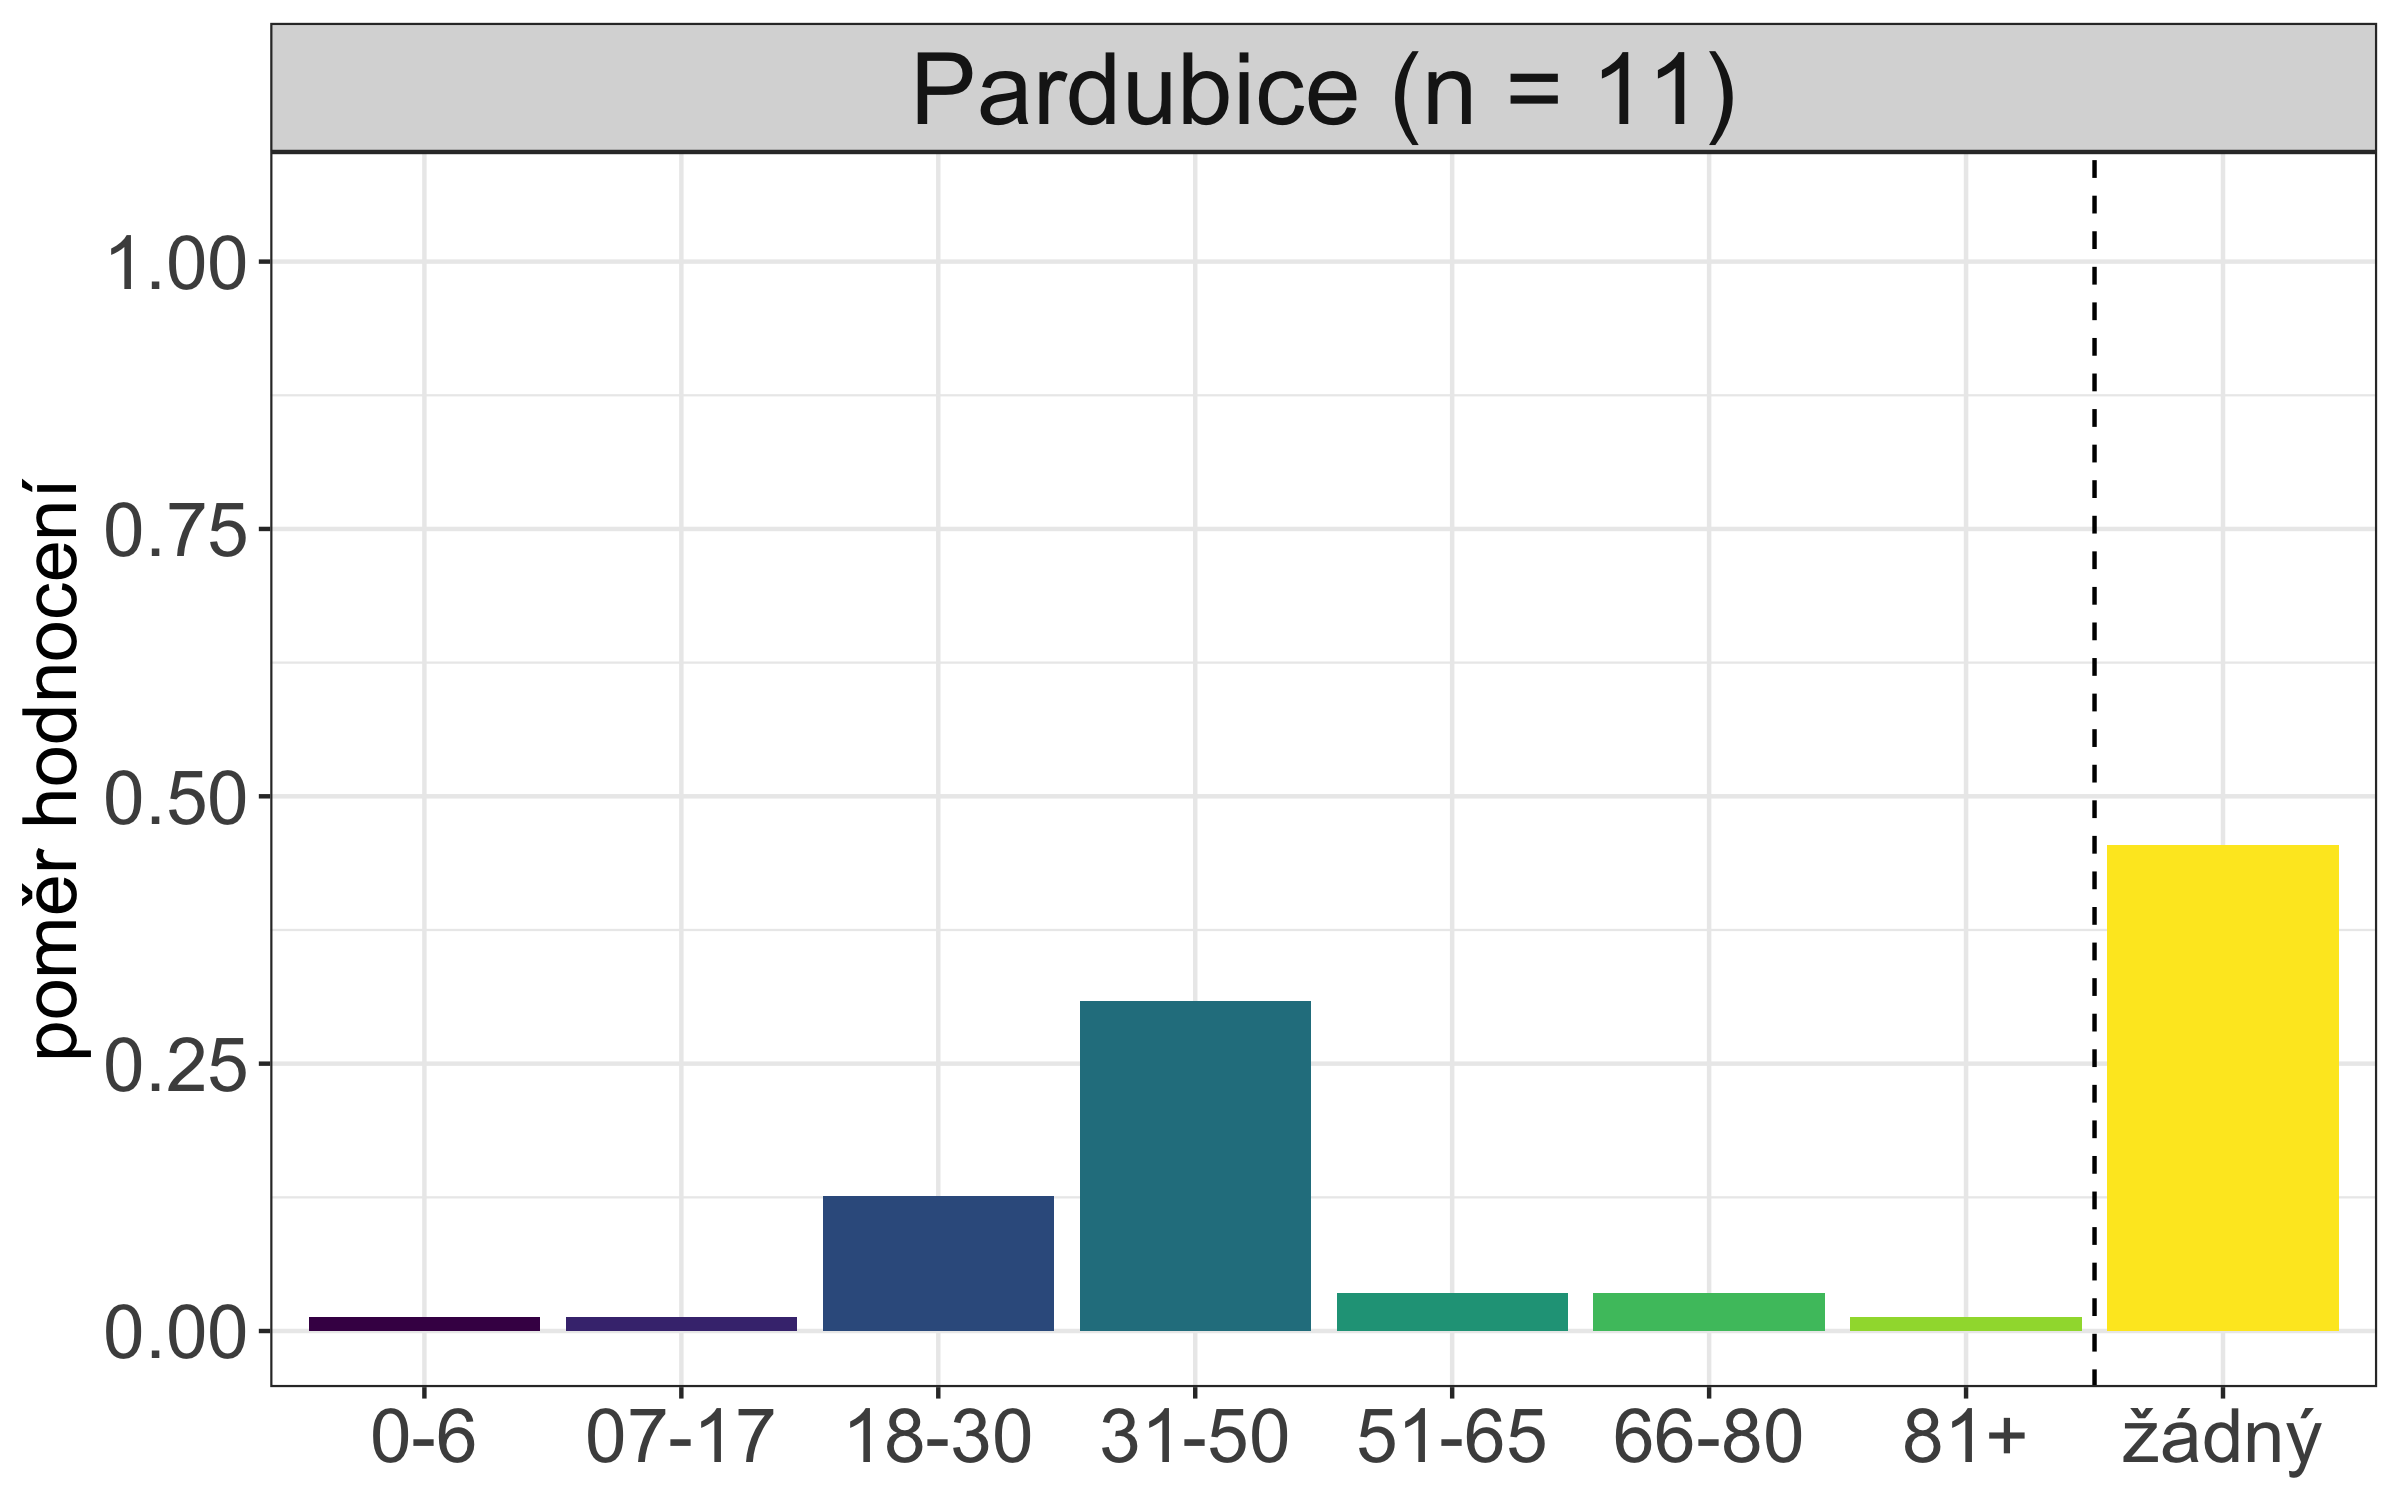 Pardubice (n = 11)
poměr hodnocení
1.00
0.75
0.50
0.25
0.00
0-6 07-17 18-30 31-50 51-65 66-80 81+ žádný